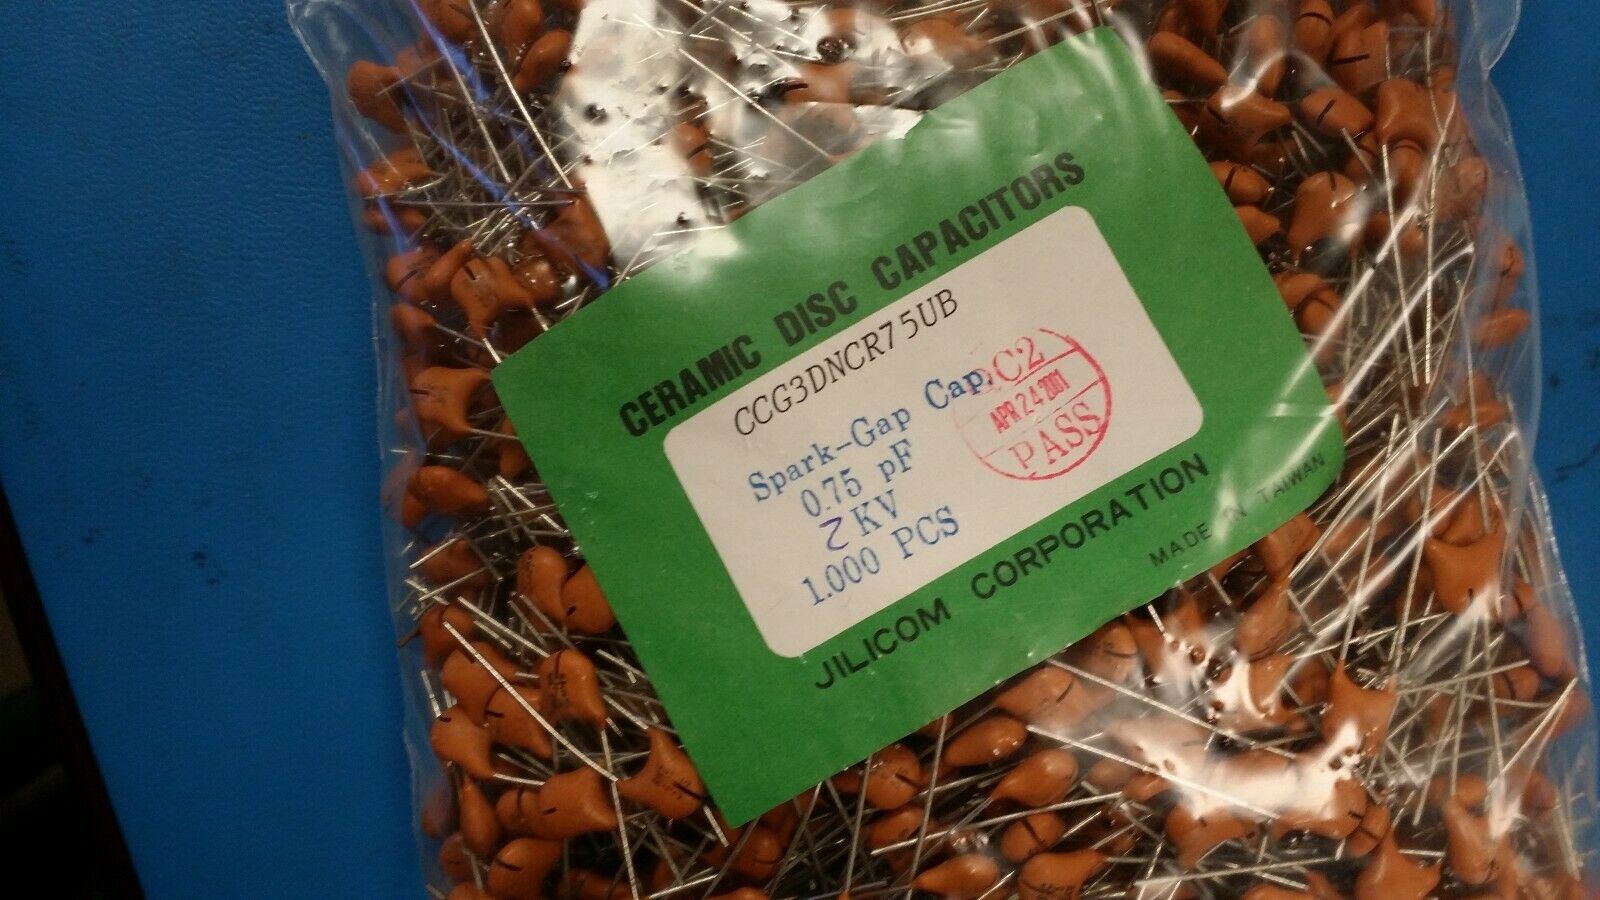 CERAMIC DISC CAPACITORS
CCG3DNCR75UB
Spark-Gap Cap.
0.75 pF
2 KV
1.000 PCS
QC2
APR 24 2001
PASS
JILICOM CORPORATION
MADE IN TAIWAN